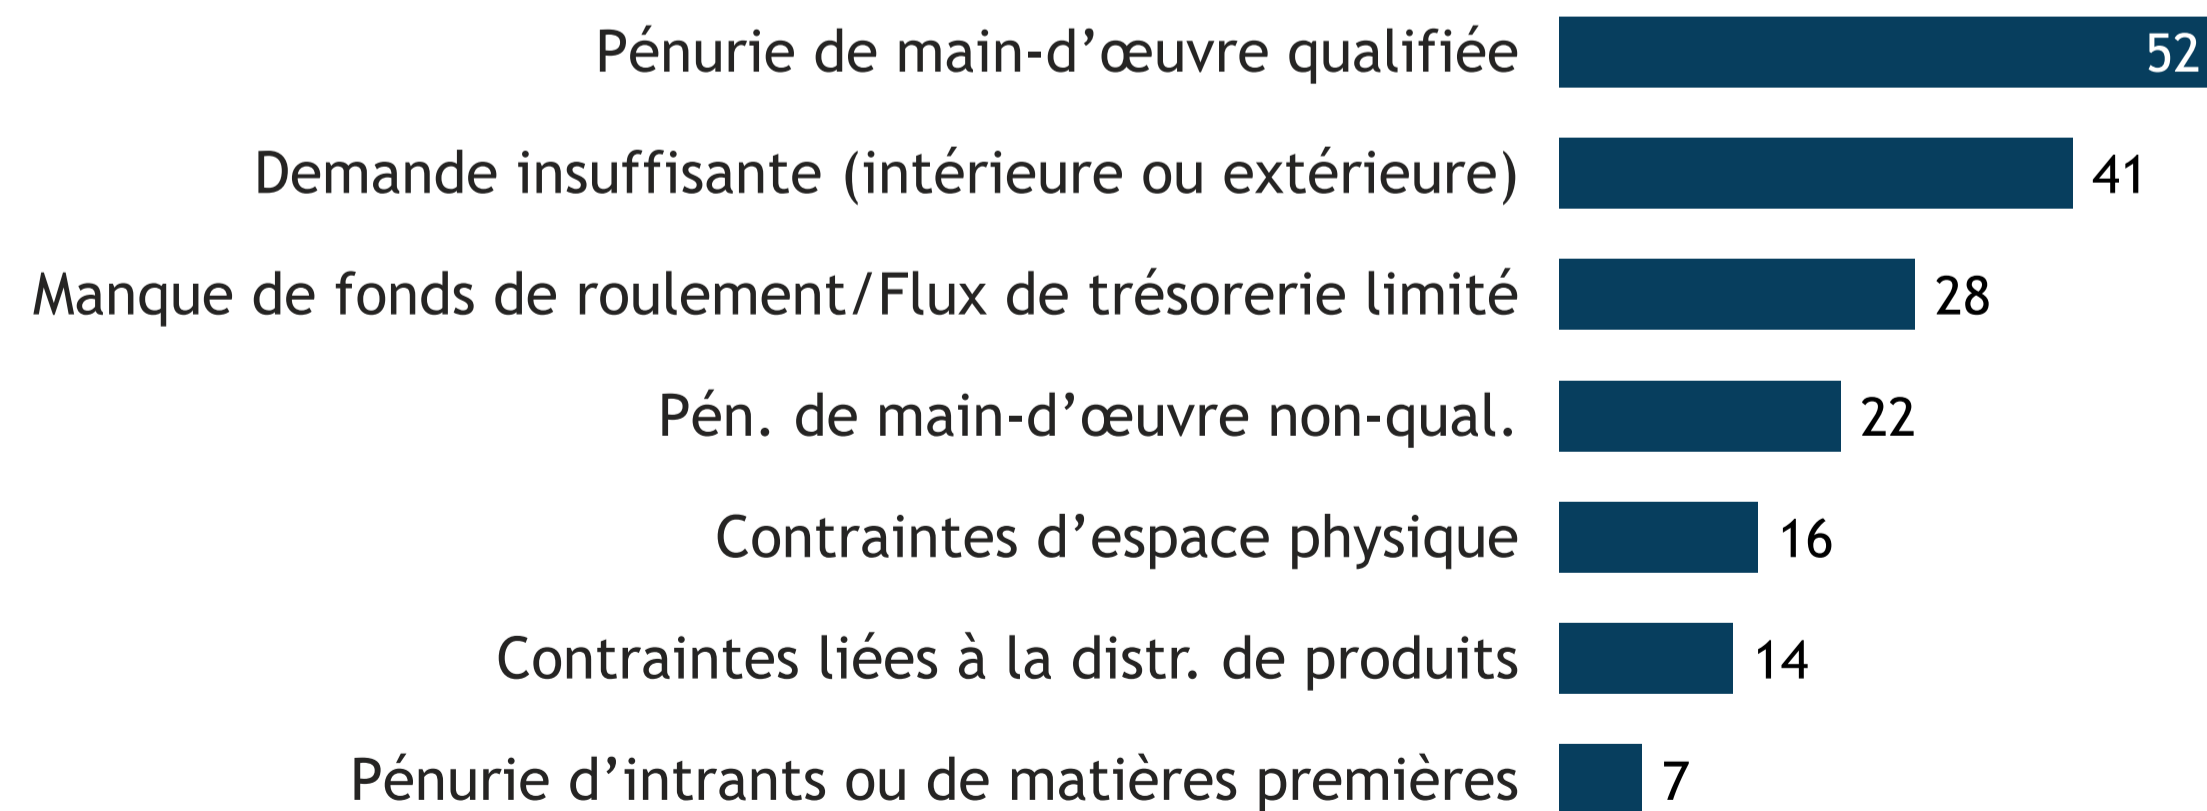 Pénurie de main-d’œuvre qualifiée 52
Demande insuffisante (intérieure ou extérieure) 41
Manque de fonds de roulement/Flux de trésorerie limité 28
Pén. de main-d’œuvre non-qual. 22
Contraintes d’espace physique 16
Contraintes liées à la distr. de produits 14
Pénurie d’intrants ou de matières premières 7